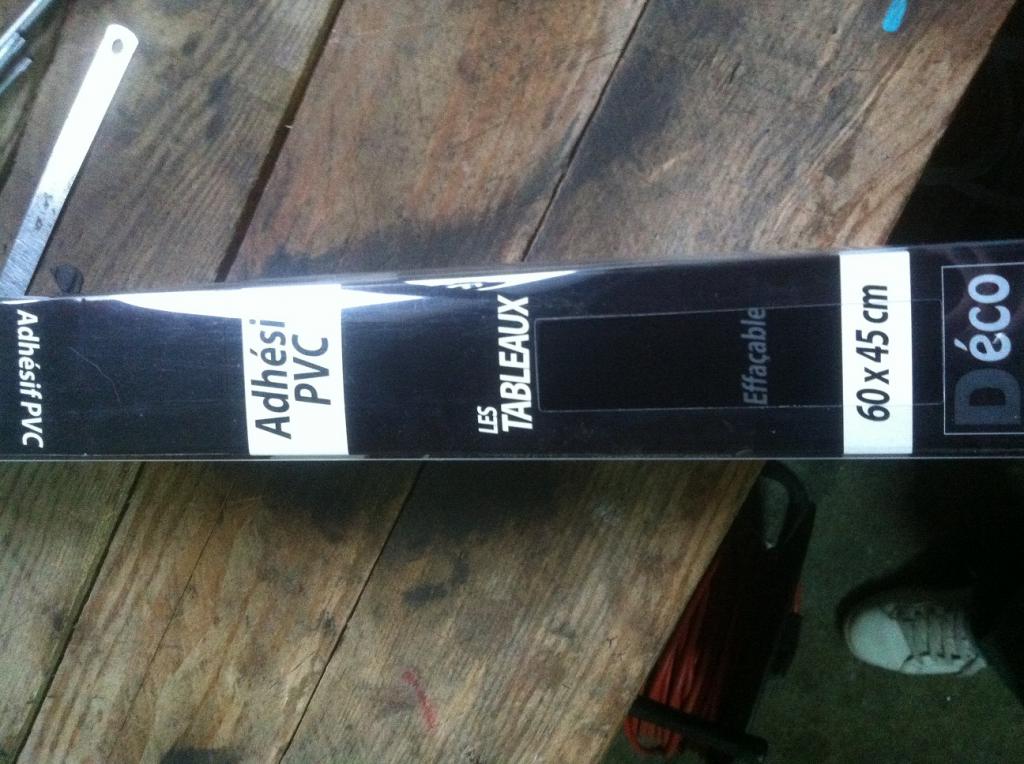 Adhésif PVC
Adhési
PVC
LES
TABLEAUX
Effaçable
60 x 45 cm
Déco